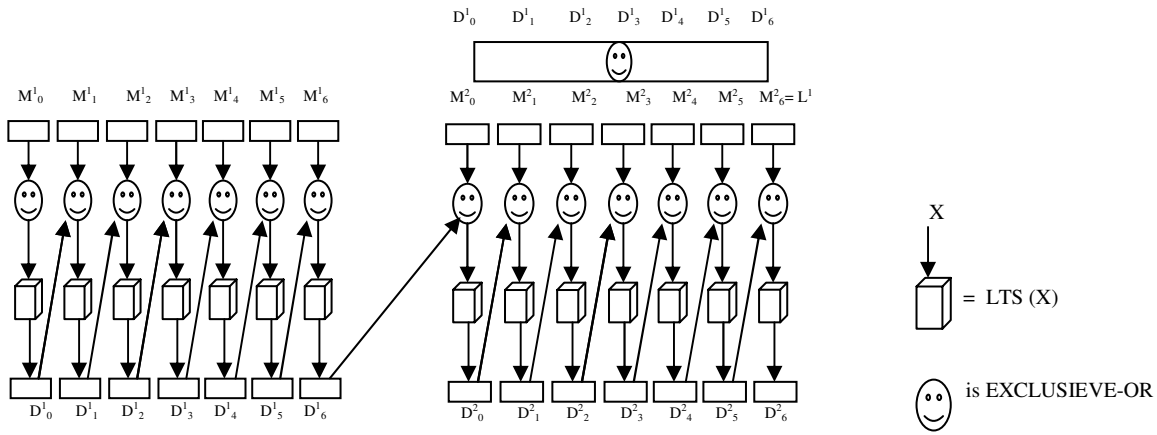 D¹₀ D¹₁ D¹₂ D¹₃ D¹₄ D¹₅ D¹₆
M¹₀ M¹₁ M¹₂ M¹₃ M¹₄ M¹₅ M¹₆
M²₀ M²₁ M²₂ M²₃ M²₄ M²₅ M²₆= L¹
X
= LTS (X)
is EXCLUSIEVE-OR
D¹₀ D¹₁ D¹₂ D¹₃ D¹₄ D¹₅ D¹₆
D²₀ D²₁ D²₂ D²₃ D²₄ D²₅ D²₆